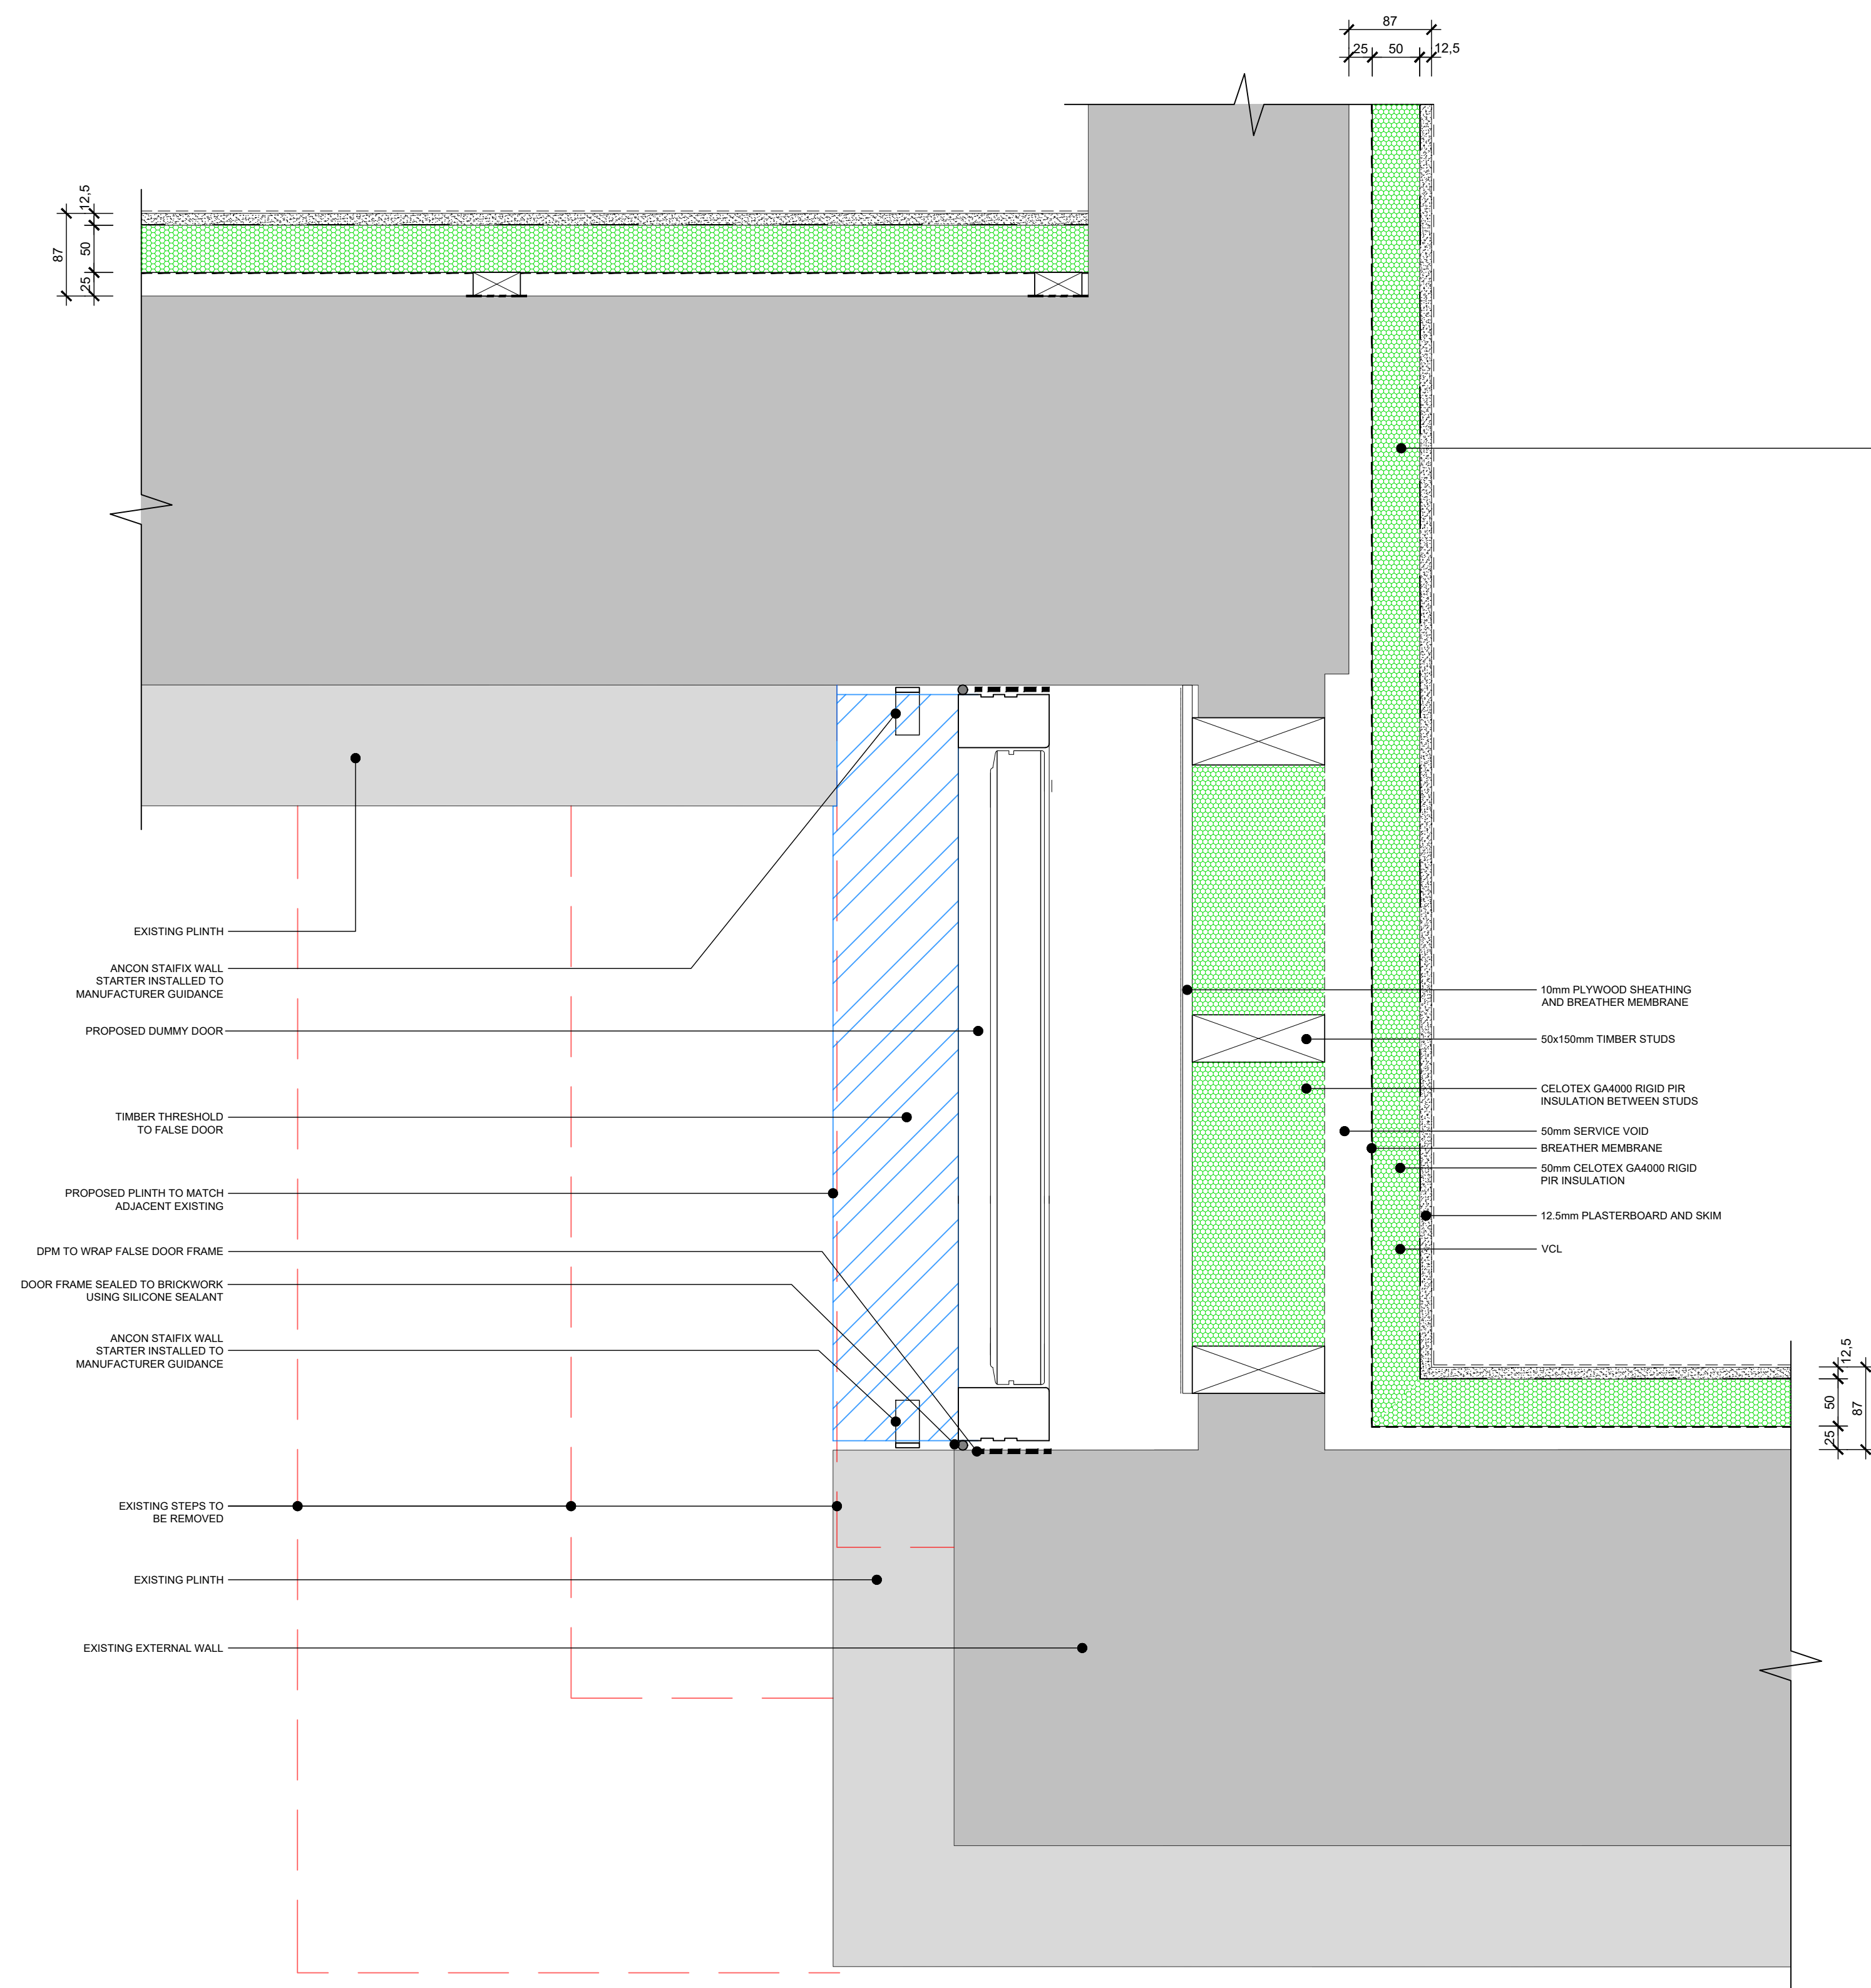 87
25 50 12,5
12,5
50
25
87
EXISTING PLINTH
ANCON STAIFIX WALL
STARTER INSTALLED TO
MANUFACTURER GUIDANCE
PROPOSED DUMMY DOOR
TIMBER THRESHOLD
TO FALSE DOOR
PROPOSED PLINTH TO MATCH
ADJACENT EXISTING
DPM TO WRAP FALSE DOOR FRAME
DOOR FRAME SEALED TO BRICKWORK
USING SILICONE SEALANT
ANCON STAIFIX WALL
STARTER INSTALLED TO
MANUFACTURER GUIDANCE
EXISTING STEPS TO
BE REMOVED
EXISTING PLINTH
EXISTING EXTERNAL WALL
10mm PLYWOOD SHEATHING
AND BREATHER MEMBRANE
50x150mm TIMBER STUDS
CELOTEX GA4000 RIGID PIR
INSULATION BETWEEN STUDS
50mm SERVICE VOID
BREATHER MEMBRANE
50mm CELOTEX GA4000 RIGID
PIR INSULATION
12.5mm PLASTERBOARD AND SKIM
VCL
12,5
50
25
87